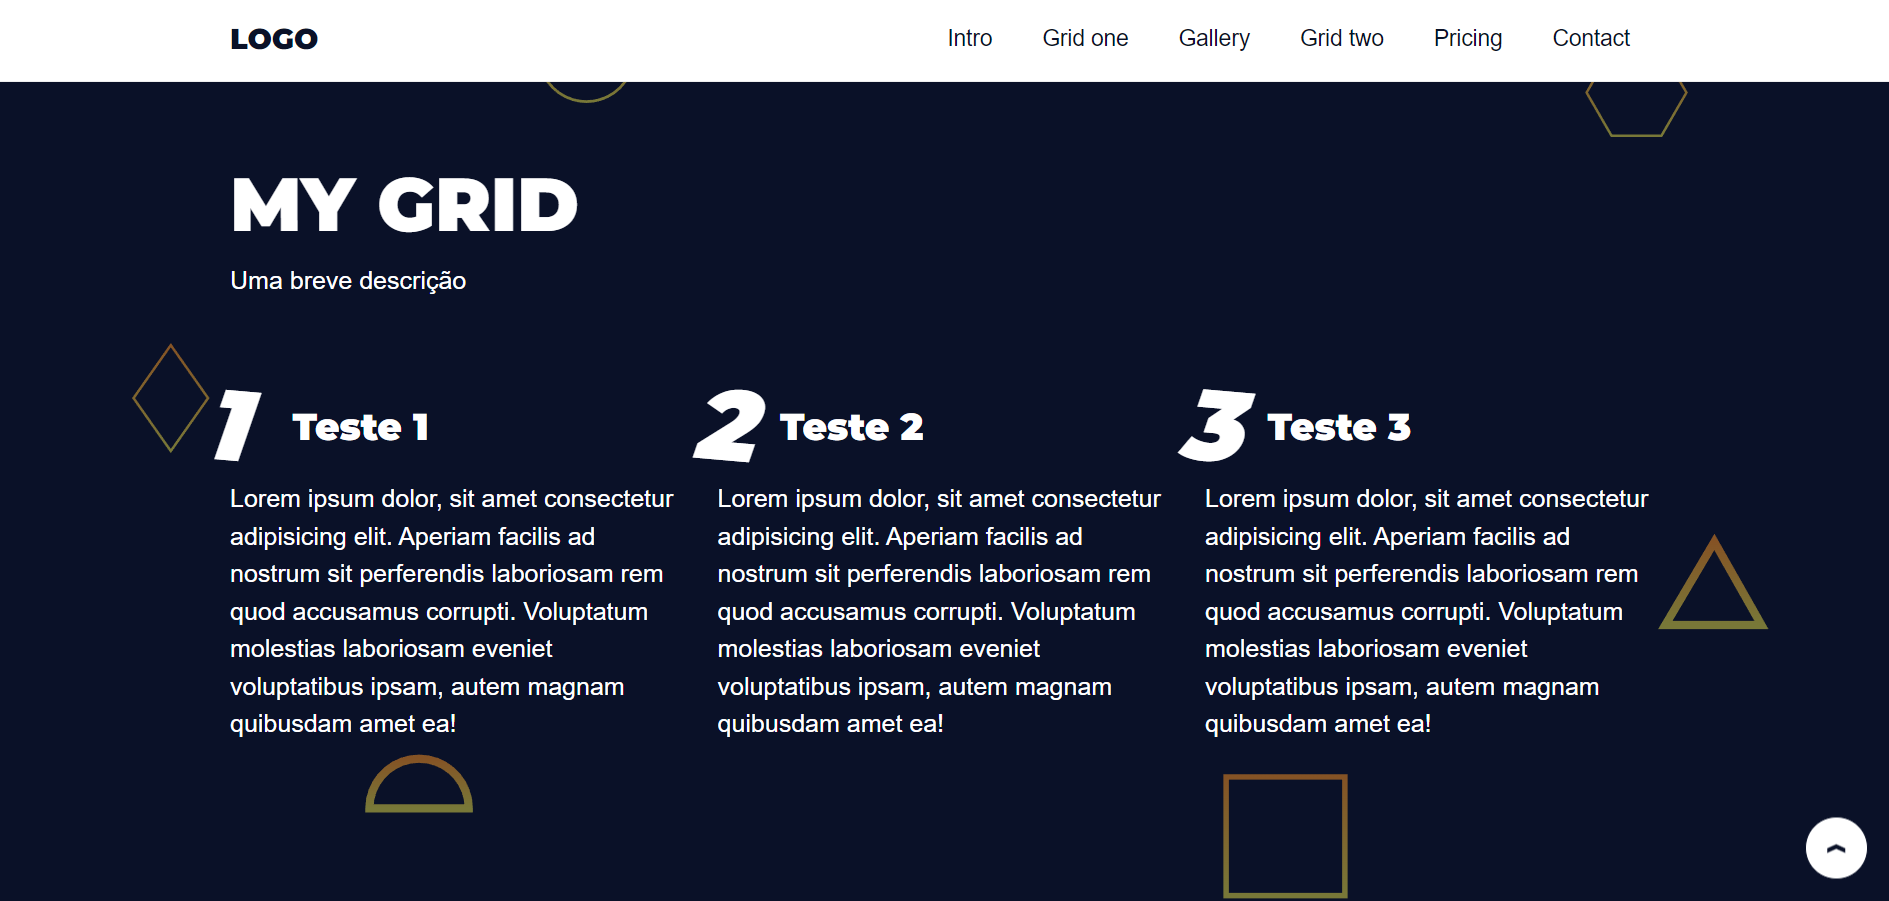 LOGO
Intro Grid one Gallery Grid two Pricing Contact
MY GRID
Uma breve descrição
1 Teste 1
Lorem ipsum dolor, sit amet consectetur
adipisicing elit. Aperiam facilis ad
nostrum sit perferendis laboriosam rem
quod accusamus corrupti. Voluptatum
molestias laboriosam eveniet
voluptatibus ipsam, autem magnam
quibusdam amet ea!
2 Teste 2
Lorem ipsum dolor, sit amet consectetur
adipisicing elit. Aperiam facilis ad
nostrum sit perferendis laboriosam rem
quod accusamus corrupti. Voluptatum
molestias laboriosam eveniet
voluptatibus ipsam, autem magnam
quibusdam amet ea!
3 Teste 3
Lorem ipsum dolor, sit amet consectetur
adipisicing elit. Aperiam facilis ad
nostrum sit perferendis laboriosam rem
quod accusamus corrupti. Voluptatum
molestias laboriosam eveniet
voluptatibus ipsam, autem magnam
quibusdam amet ea!